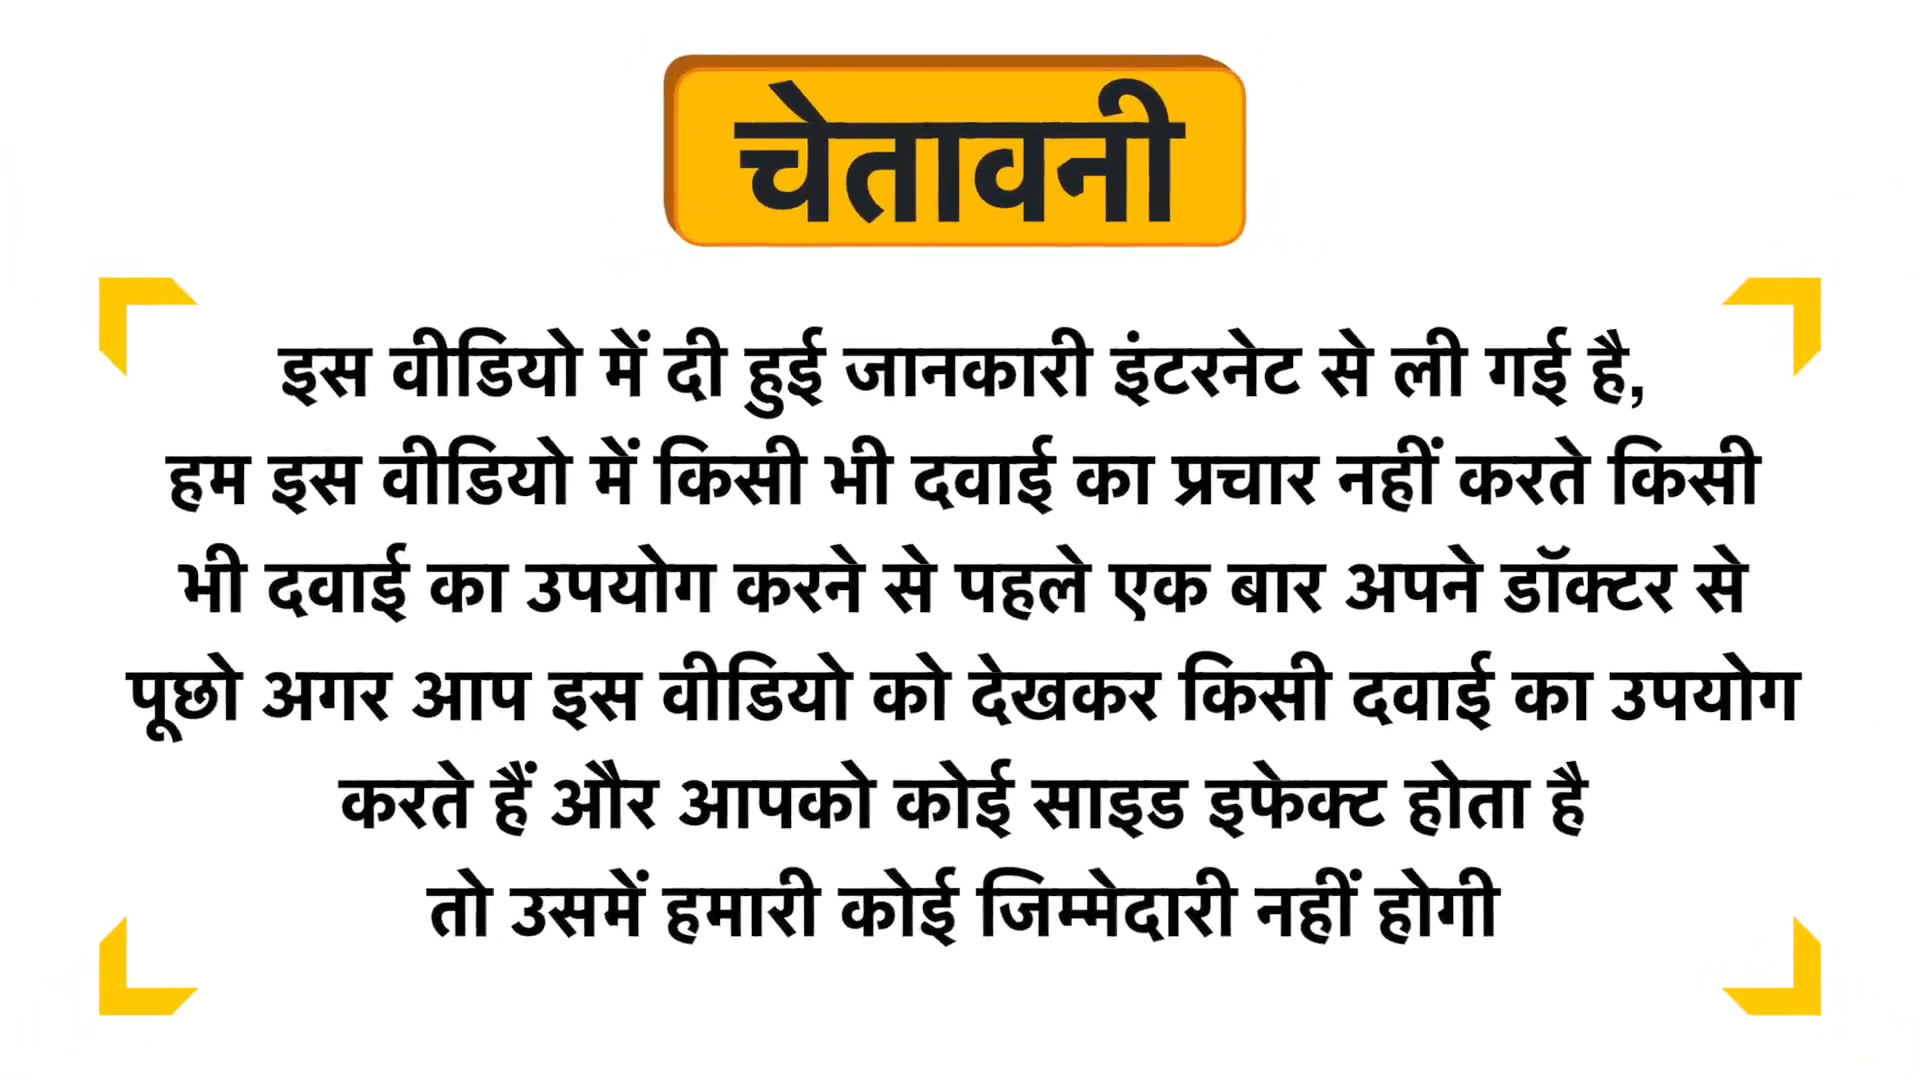 चेतावनी
इस वीडियो में दी हुई जानकारी इंटरनेट से ली गई है,
हम इस वीडियो में किसी भी दवाई का प्रचार नहीं करते किसी
भी दवाई का उपयोग करने से पहले एक बार अपने डॉक्टर से
पूछो अगर आप इस वीडियो को देखकर किसी दवाई का उपयोग
करते हैं और आपको कोई साइड इफेक्ट होता है
तो उसमें हमारी कोई जिम्मेदारी नहीं होगी